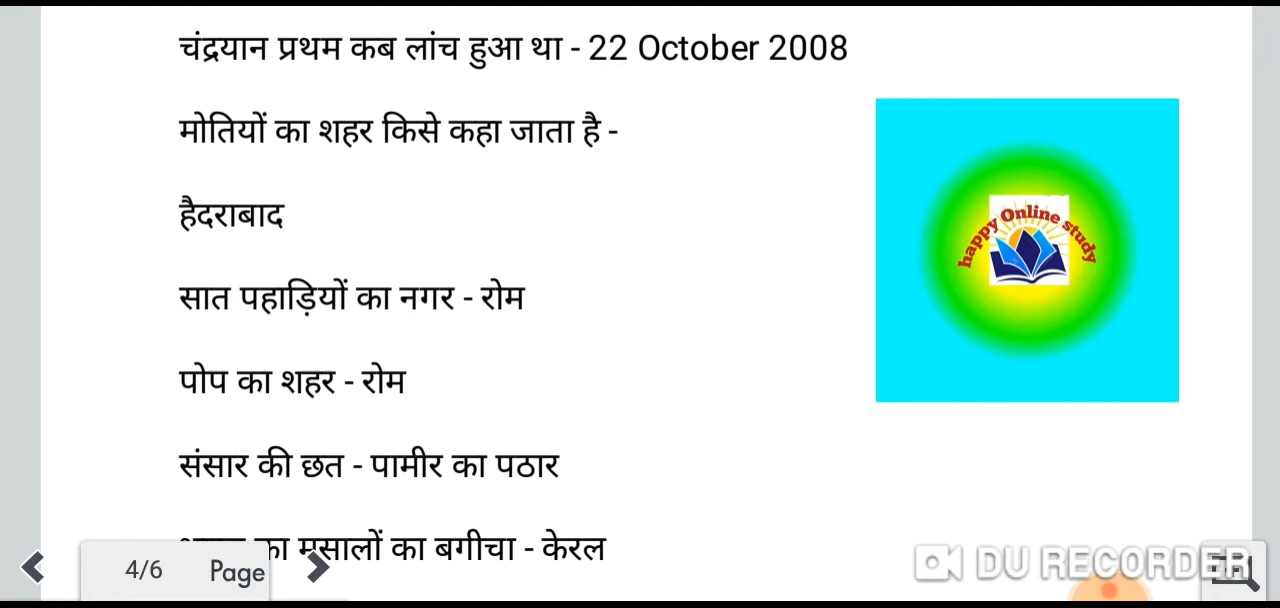 चंद्रयान प्रथम कब लांच हुआ था - 22 October 2008
मोतियों का शहर किसे कहा जाता है -
हैदराबाद
happy Online study
सात पहाड़ियों का नगर - रोम
पोप का शहर - रोम
संसार की छत - पामीर का पठार
का मसालों का बगीचा - केरल
4/6 Page
DU RECORDER